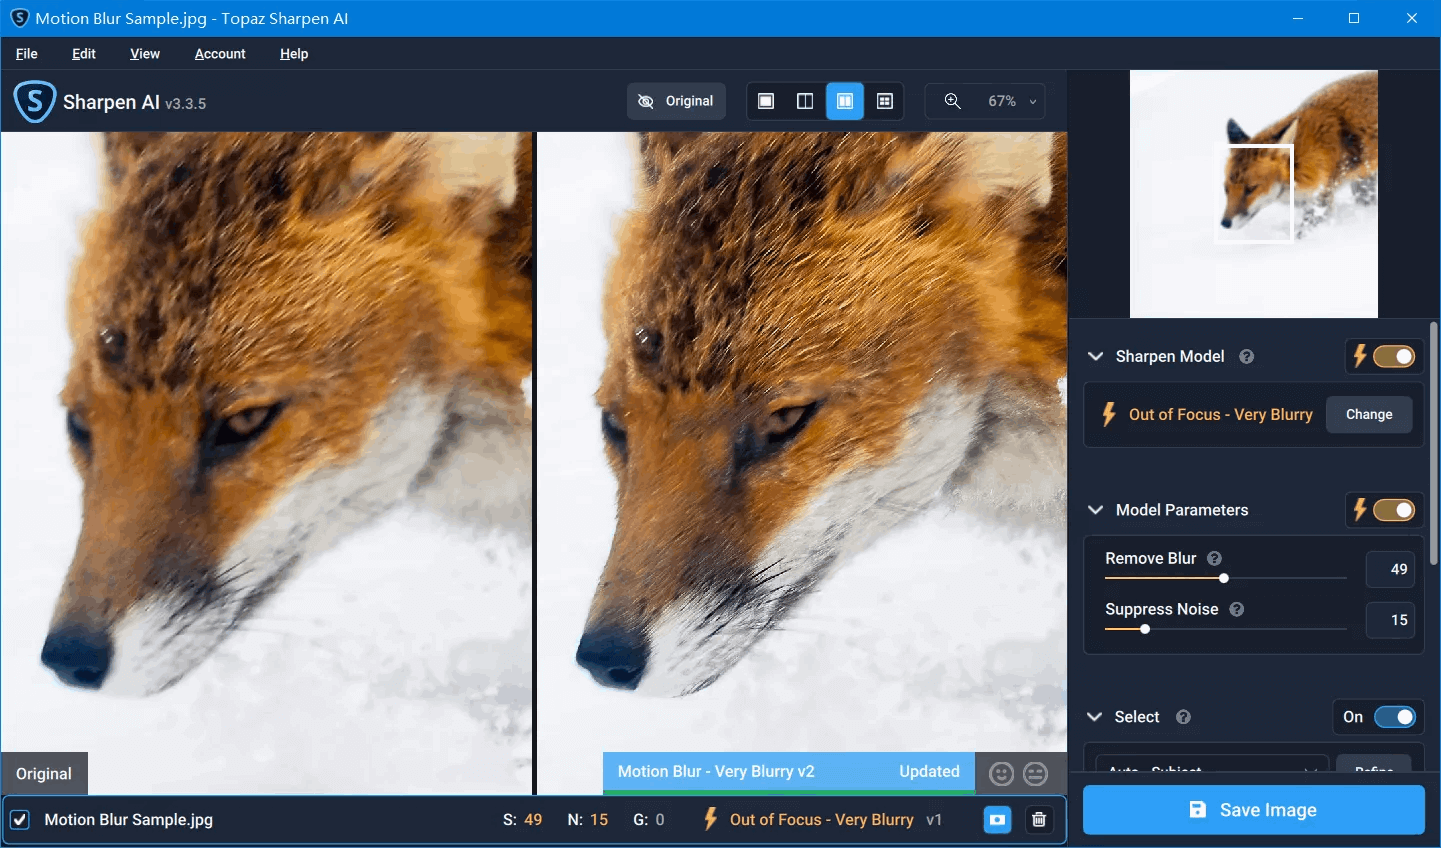 Motion Blur Sample.jpg - Topaz Sharpen AI
File Edit View Account Help
Sharpen AI v3.3.5
Original
67%
Sharpen Model
Out of Focus - Very Blurry
Change
Model Parameters
Remove Blur
49
Suppress Noise
15
Select
On
Auto - Subject
Refine
Original
Motion Blur - Very Blurry v2 Updated
Motion Blur Sample.jpg S: 49 N: 15 G: 0 Out of Focus - Very Blurry v1
Save Image